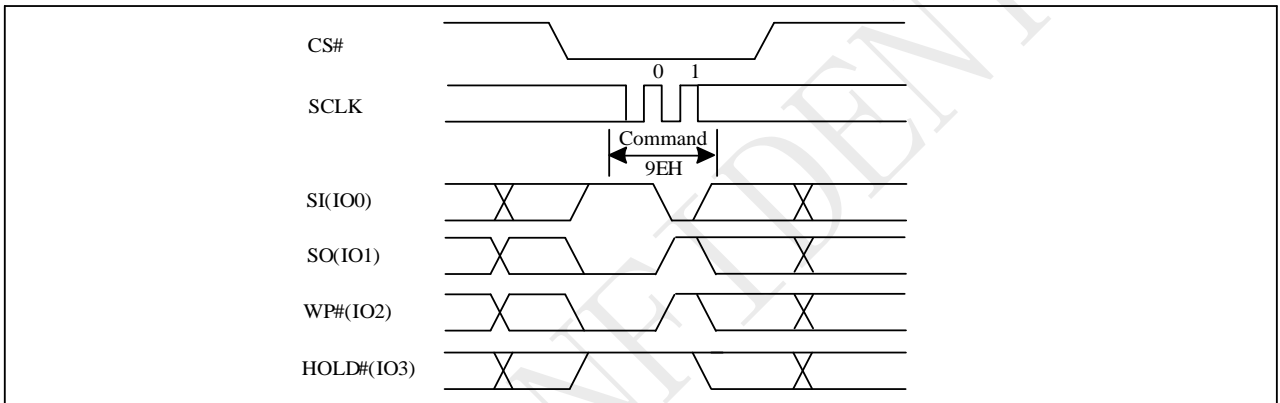 CS#
0 1
SCLK
Command
9EH
SI(IO0)
SO(IO1)
WP#(IO2)
HOLD#(IO3)